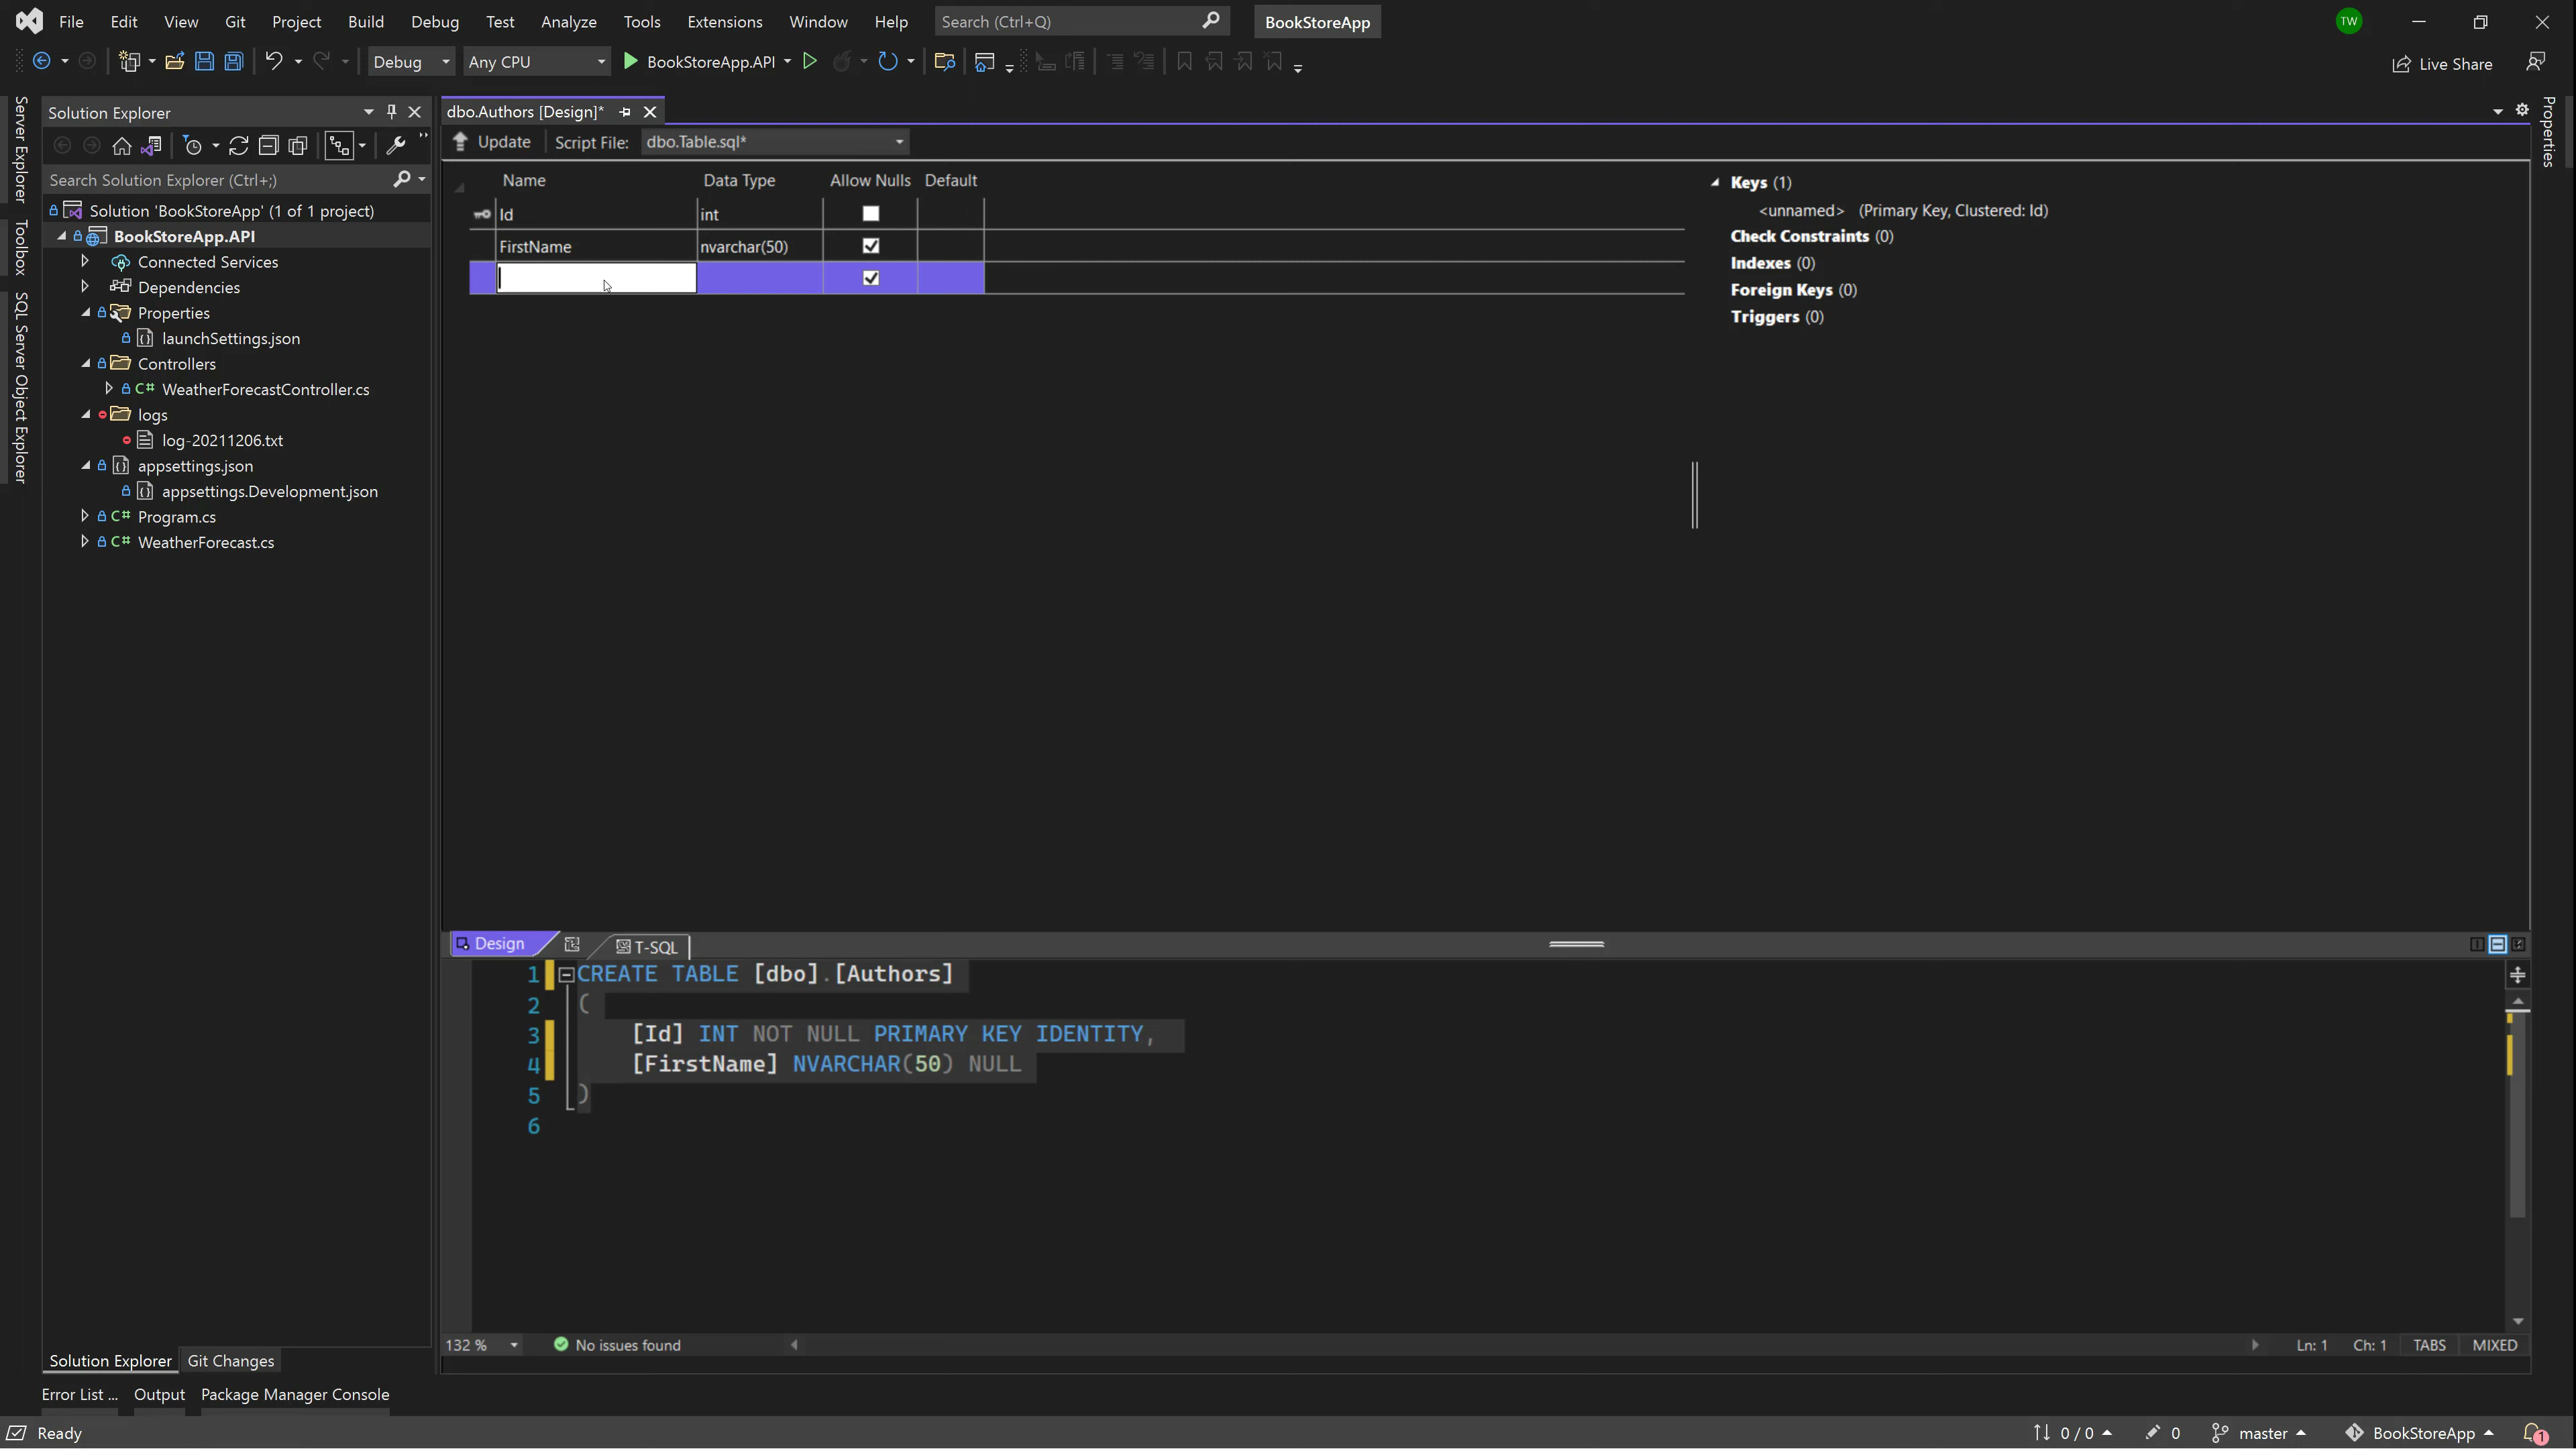 File Edit View Git Project Build Debug Test Analyze Tools Extensions Window Help Search (Ctrl+Q) BookStoreApp TW
Debug Any CPU BookStoreApp.API Live Share
Server Explorer
Toolbox
SQL Server Object Explorer
Solution Explorer
Search Solution Explorer (Ctrl+;)
Solution 'BookStoreApp' (1 of 1 project)
BookStoreApp.API
Connected Services
Dependencies
Properties
launchSettings.json
Controllers
C# WeatherForecastController.cs
logs
log-20211206.txt
appsettings.json
appsettings.Development.json
C# Program.cs
C# WeatherForecast.cs
Solution Explorer Git Changes
dbo.Authors [Design]*
Update Script File: dbo.Table.sql*
Name Data Type Allow Nulls Default
Id int
FirstName nvarchar(50)
Keys (1)
<unnamed> (Primary Key, Clustered: Id)
Check Constraints (0)
Indexes (0)
Foreign Keys (0)
Triggers (0)
Properties
Design T-SQL
1 CREATE TABLE [dbo].[Authors]
2 (
3 [Id] INT NOT NULL PRIMARY KEY IDENTITY,
4 [FirstName] NVARCHAR(50) NULL
5 )
6
132 % No issues found Ln: 1 Ch: 1 TABS MIXED
Error List ... Output Package Manager Console
Ready 0 / 0 0 master BookStoreApp 1